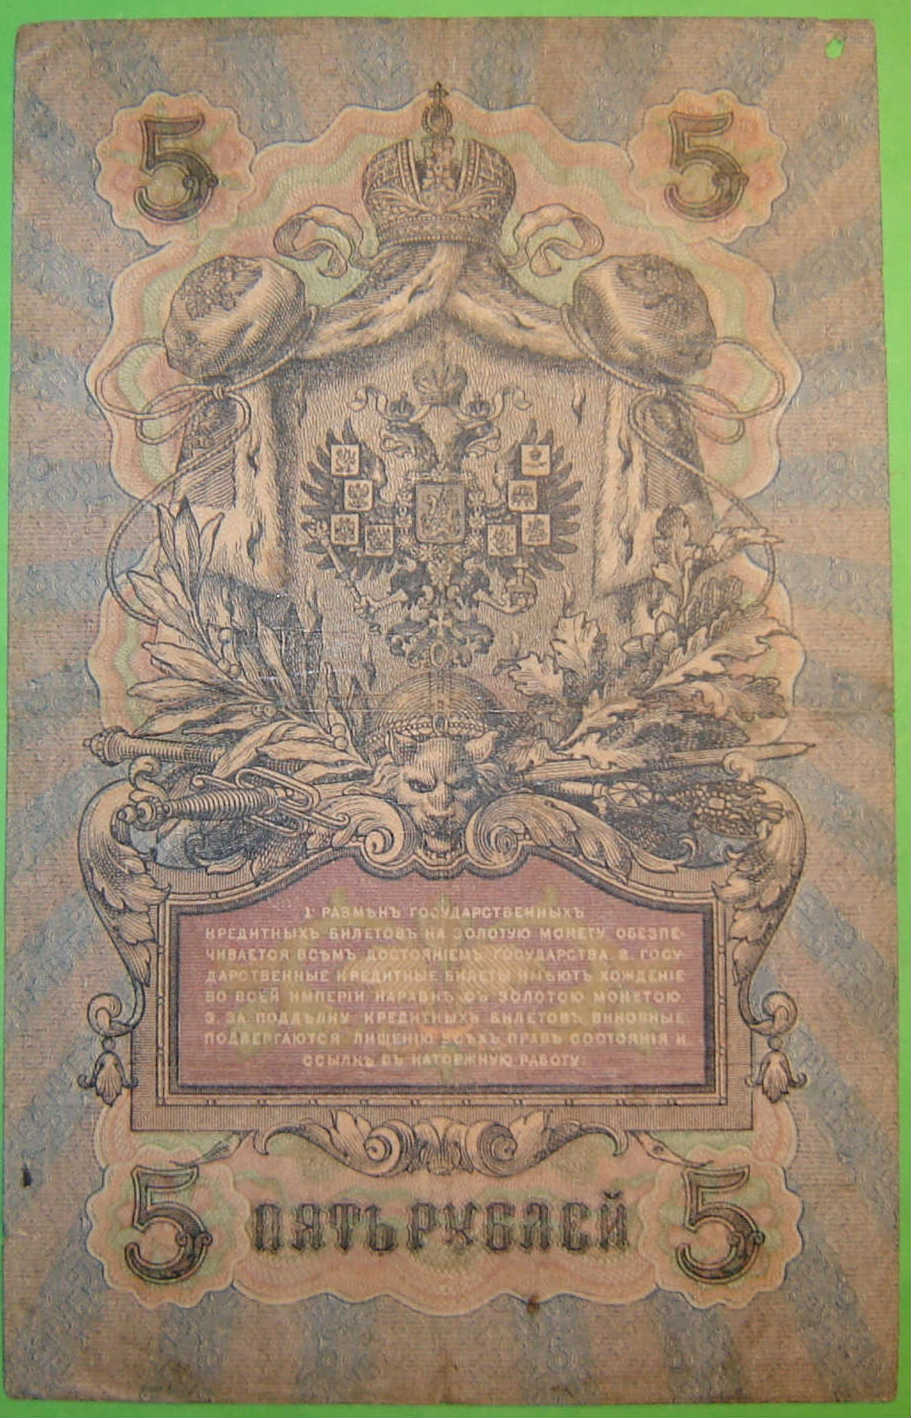 5 5
1. РАЗМѢНЪ ГОСУДАРСТВЕННЫХЪ
КРЕДИТНЫХЪ БИЛЕТОВЪ НА ЗОЛОТУЮ МОНЕТУ ОБЕЗПЕ-
ЧИВАЕТСЯ ВСѢМЪ ДОСТОЯНІЕМЪ ГОСУДАРСТВА. 2. ГОСУ-
ДАРСТВЕННЫЕ КРЕДИТНЫЕ БИЛЕТЫ ИМѢЮТЪ ХОЖДЕНІЕ
ВО ВСЕЙ ИМПЕРІИ НАРАВНѢ СЪ ЗОЛОТОЮ МОНЕТОЮ.
3. ЗА ПОДДѢЛКУ КРЕДИТНЫХЪ БИЛЕТОВЪ ВИНОВНЫЕ
ПОДВЕРГАЮТСЯ ЛИШЕНІЮ ВСѢХЪ ПРАВЪ СОСТОЯНІЯ И
ССЫЛКѢ ВЪ КАТОРЖНУЮ РАБОТУ.
5 ПЯТЬ РУБЛЕЙ 5